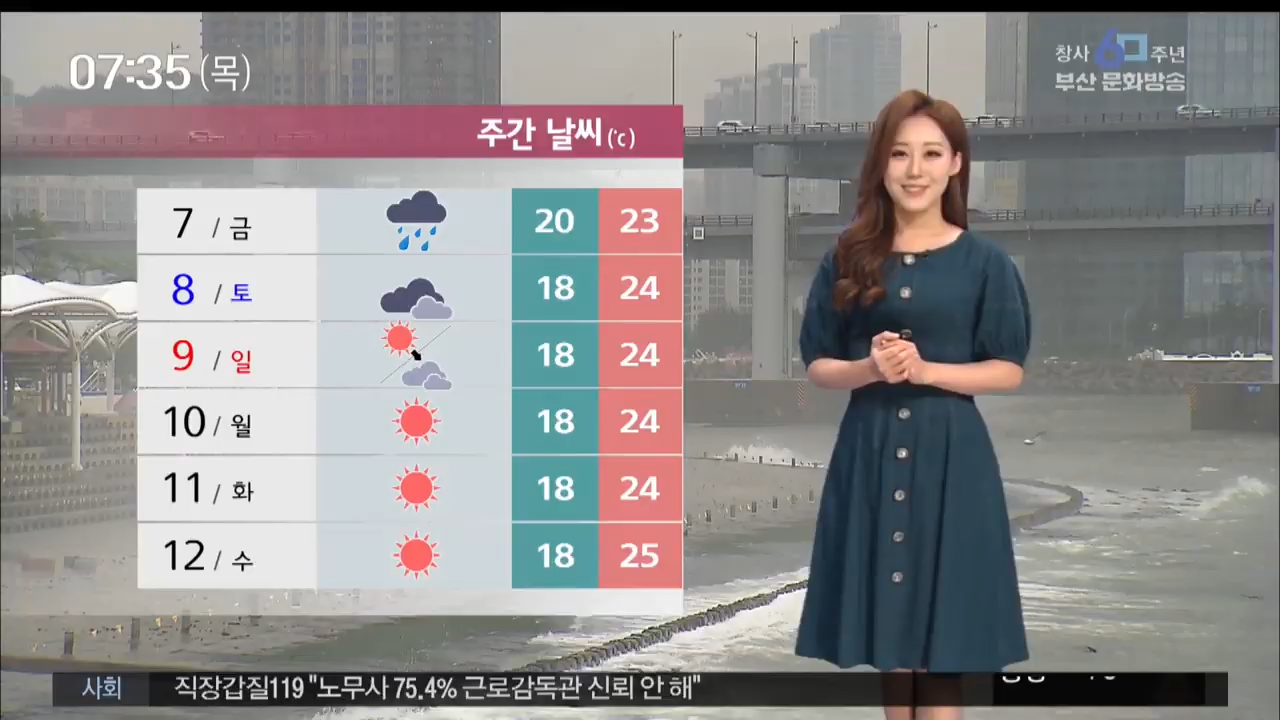 07:35 (목)
창사 60 주년
부산 문화방송
주간 날씨 (℃)
7 / 금 20 23
8 / 토 18 24
9 / 일 18 24
10 / 월 18 24
11 / 화 18 24
12 / 수 18 25
사회 직장갑질119 "노무사 75.4% 근로감독관 신뢰 안 해"